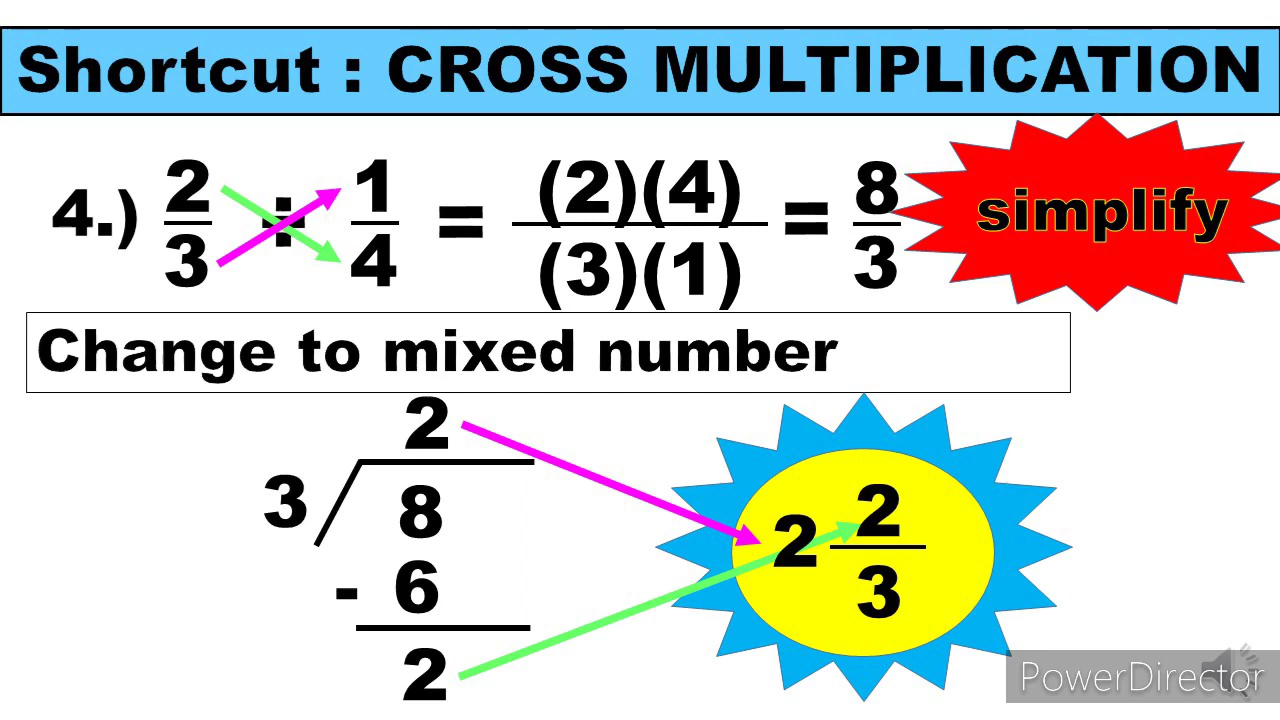 Shortcut : CROSS MULTIPLICATION
4.) 2/3 ÷ 1/4 = (2)(4)/(3)(1) = 8/3 simplify
Change to mixed number
2
3 8
- 6
2
2 2/3
PowerDirector